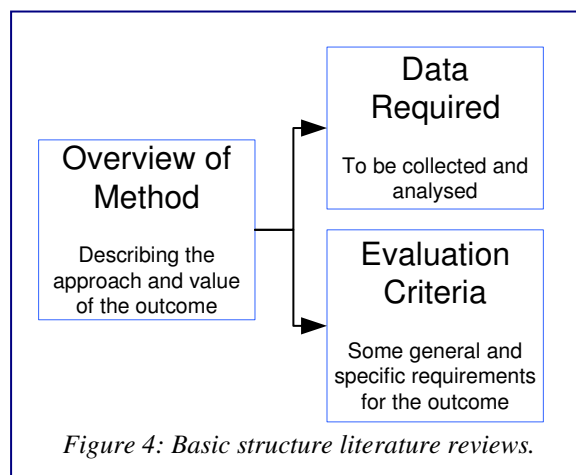 Overview of
Method
Describing the
approach and value
of the outcome
Data
Required
To be collected and
analysed
Evaluation
Criteria
Some general and
specific requirements
for the outcome
Figure 4: Basic structure literature reviews.